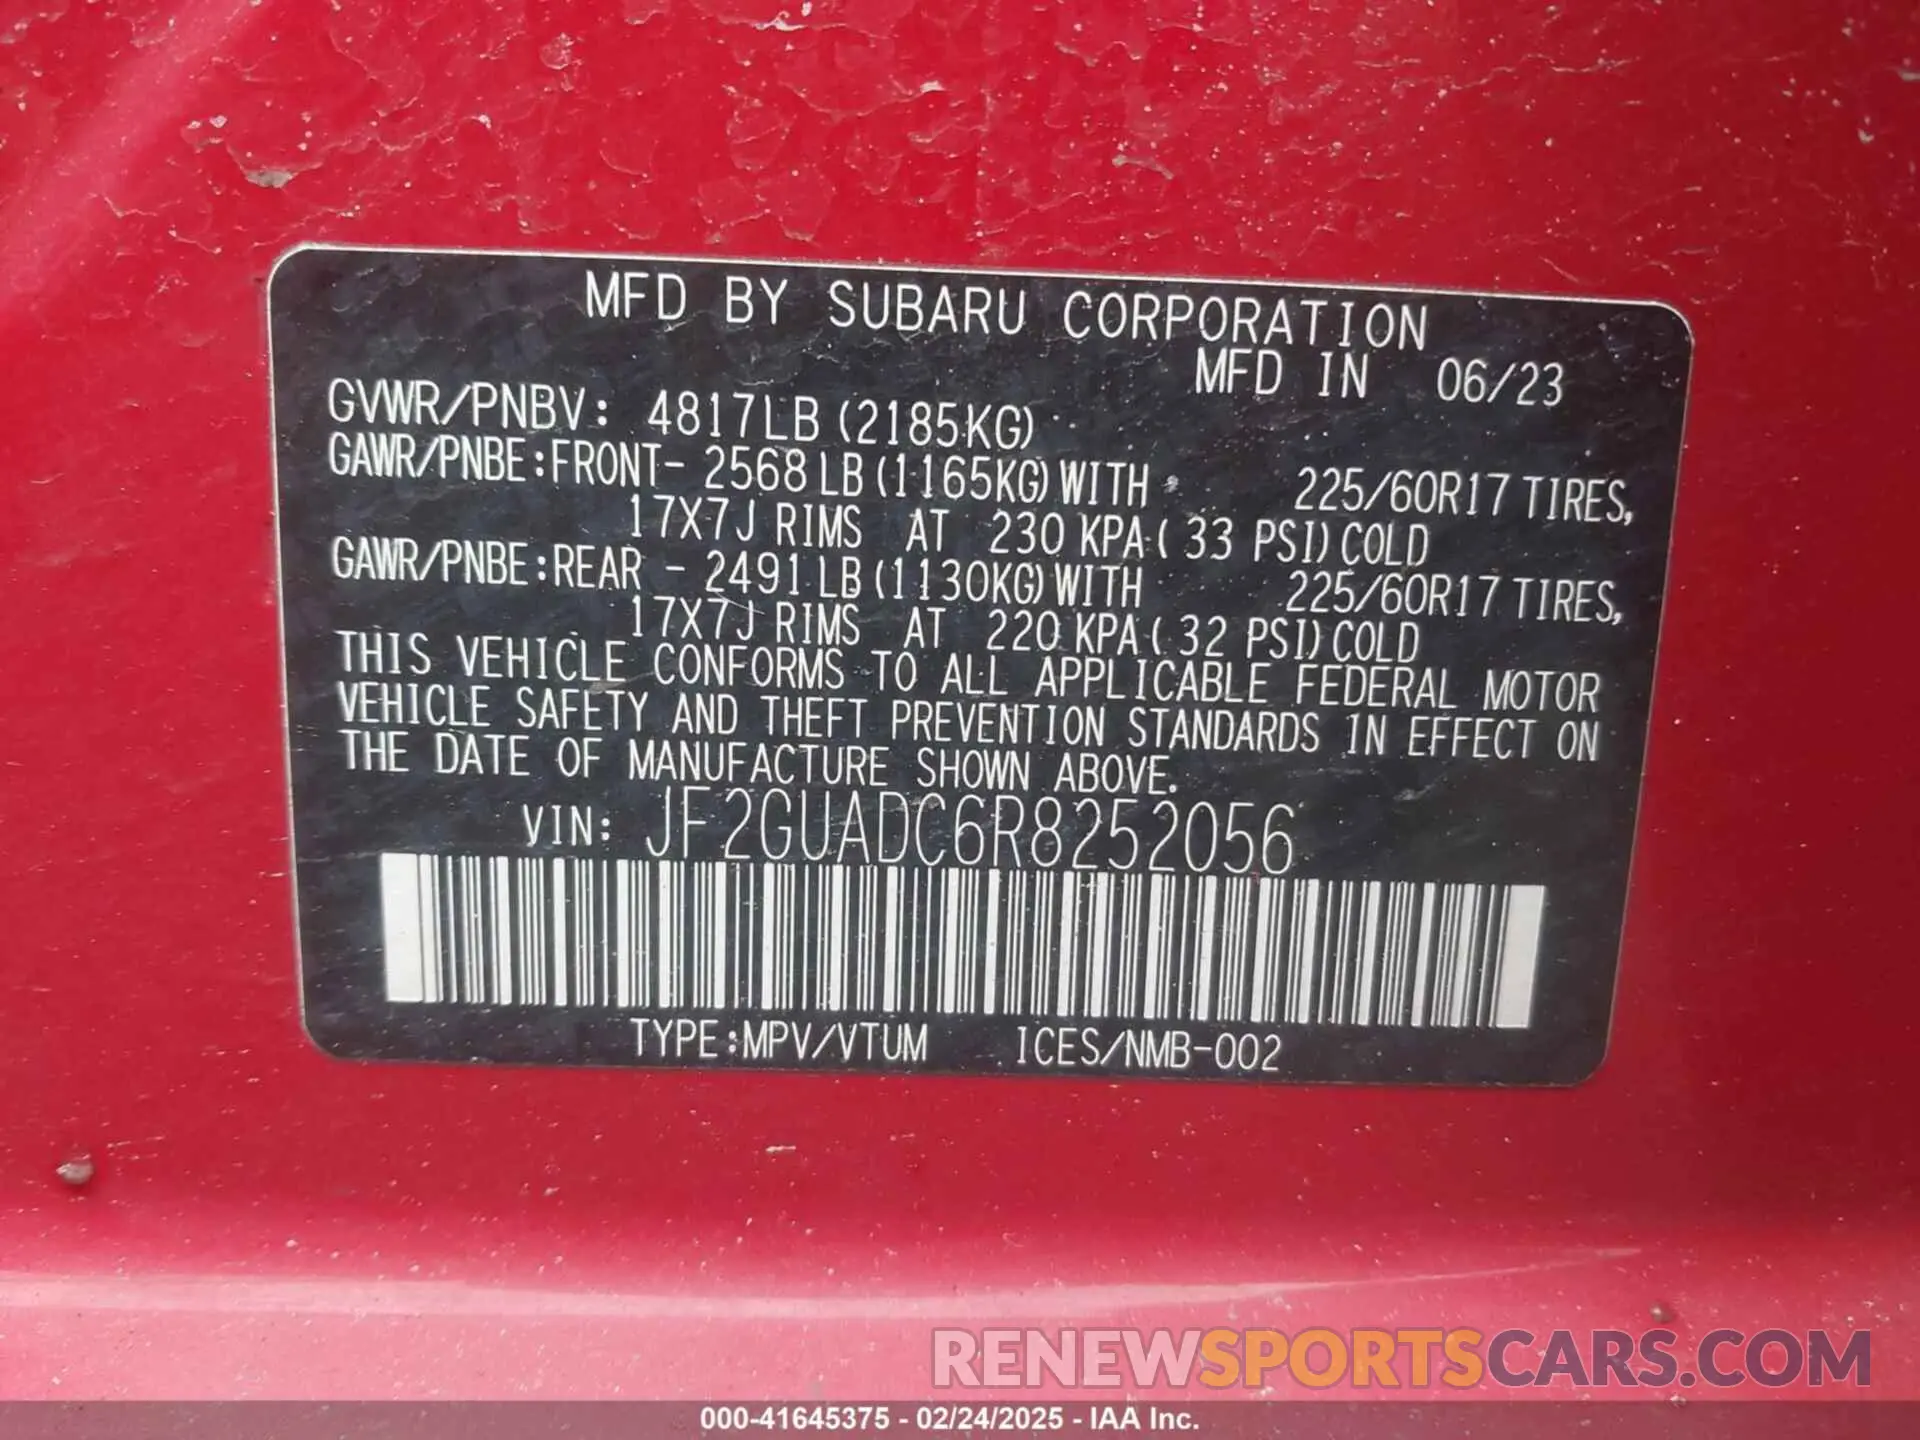 MFD BY SUBARU CORPORATION
MFD IN 06/23
GVWR/PNBV: 4817LB (2185KG)
GAWR/PNBE:FRONT- 2568 LB (1165KG) WITH 225/60R17 TIRES,
17X7J RIMS AT 230 KPA ( 33 PSI) COLD
GAWR/PNBE:REAR - 2491 LB (1130KG) WITH 225/60R17 TIRES,
17X7J RIMS AT 220 KPA ( 32 PSI) COLD
THIS VEHICLE CONFORMS TO ALL APPLICABLE FEDERAL MOTOR
VEHICLE SAFETY AND THEFT PREVENTION STANDARDS IN EFFECT ON
THE DATE OF MANUFACTURE SHOWN ABOVE.
VIN: JF2GUADC6R8252056
TYPE:MPV/VTUM ICES/NMB-002
RENEWSPORTSCARS.COM
000-41645375 - 02/24/2025 - IAA Inc.